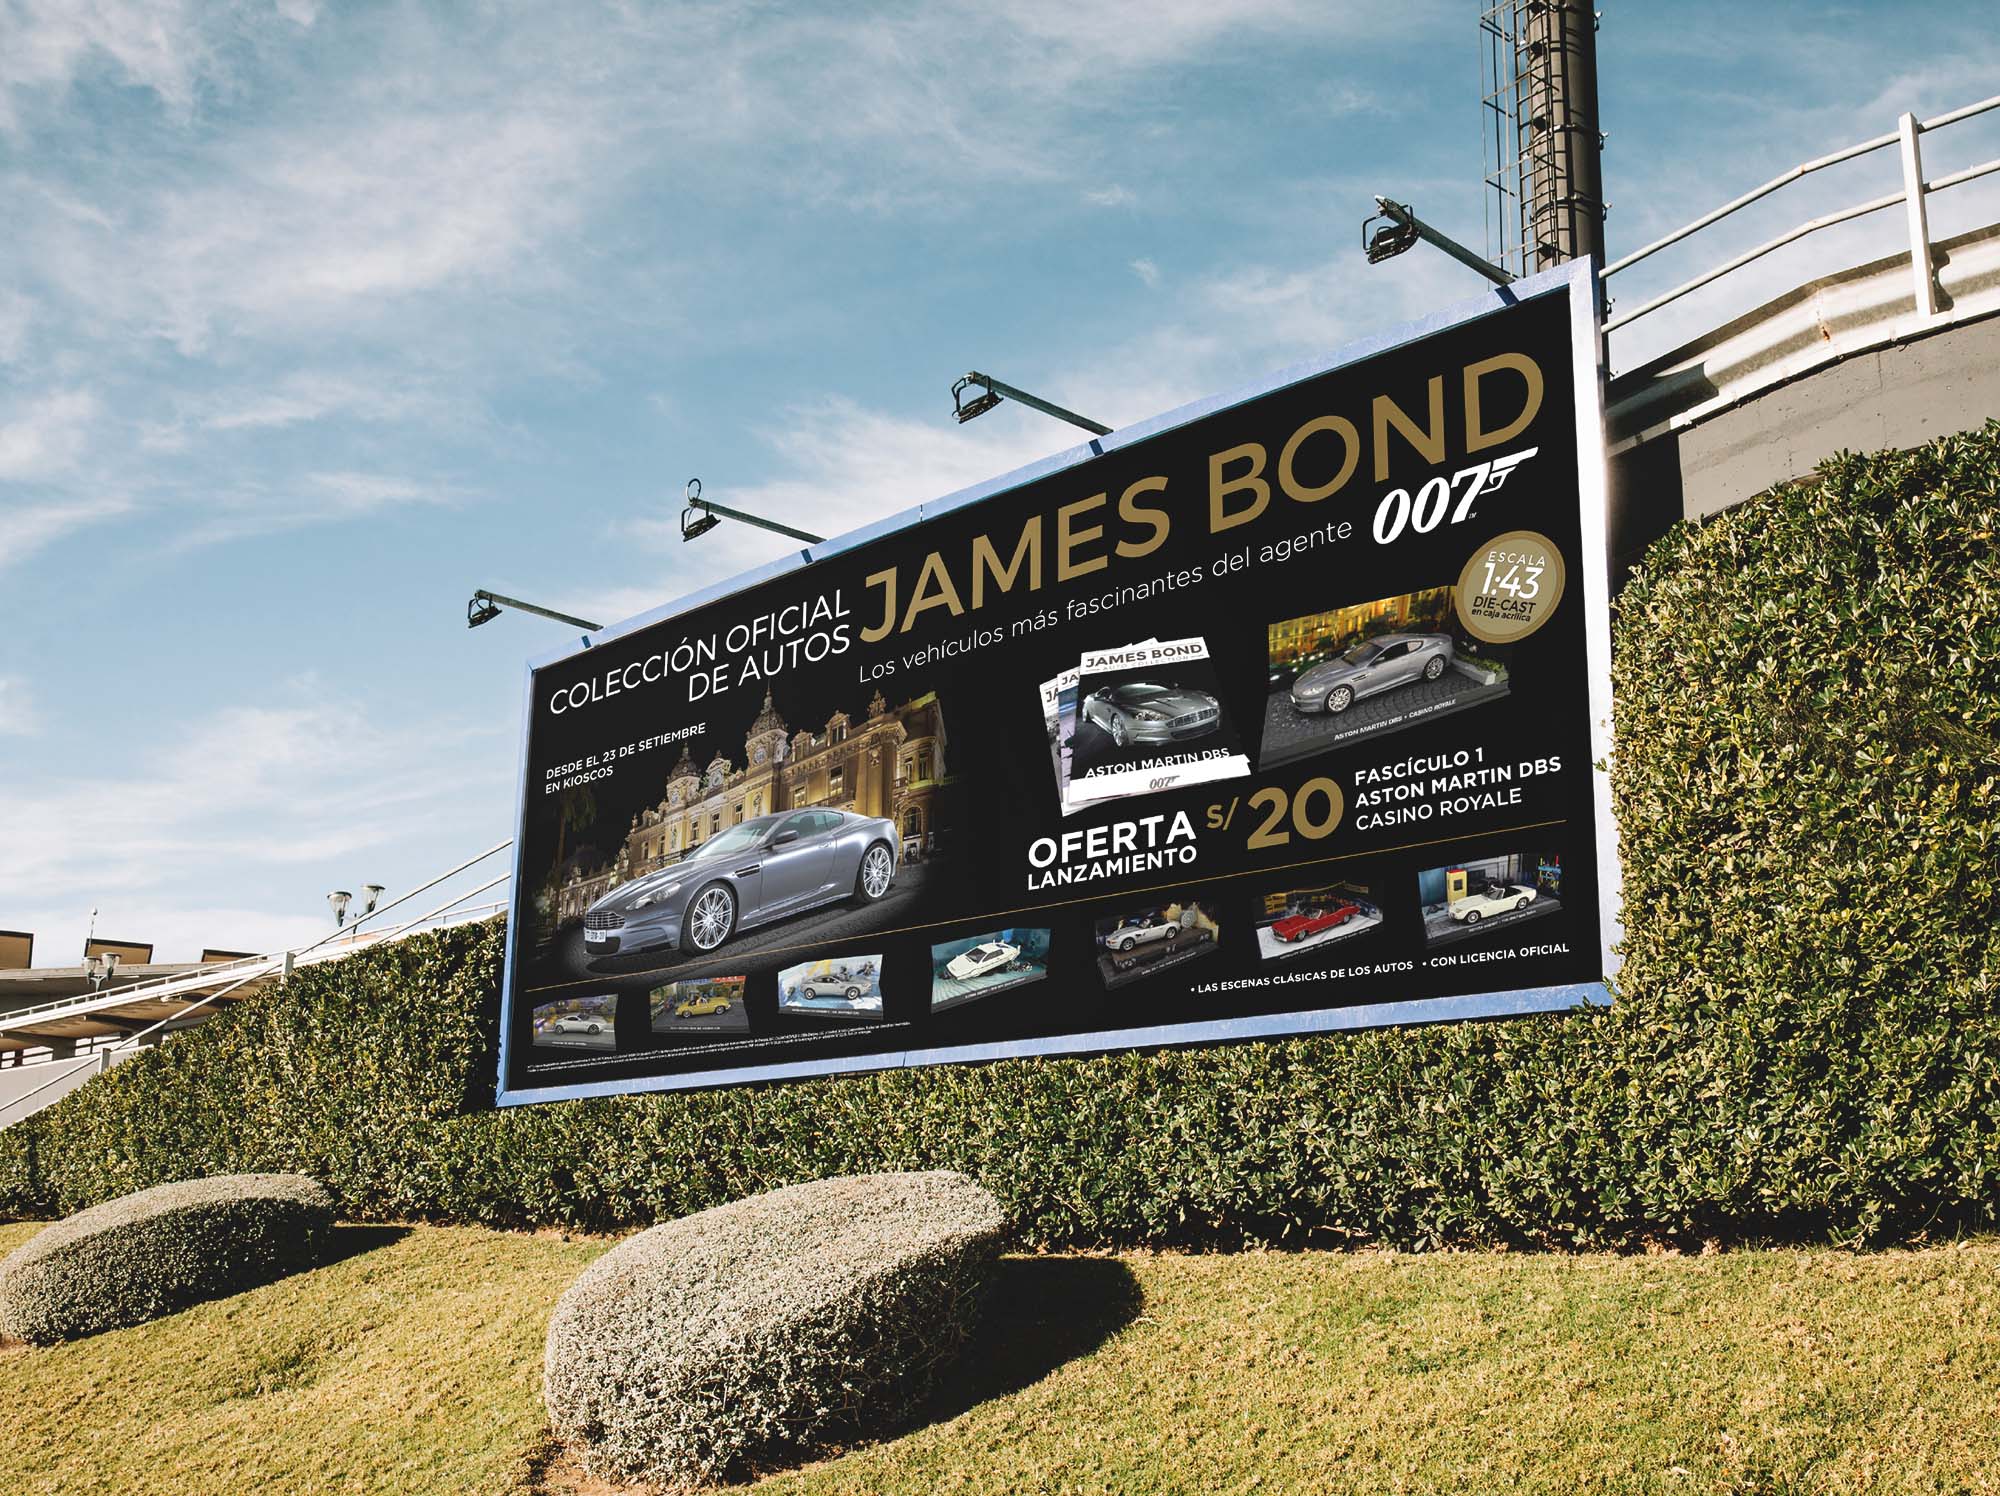 COLECCIÓN OFICIAL
DE AUTOS
JAMES BOND
Los vehículos más fascinantes del agente
007
DESDE EL 23 DE SETIEMBRE
EN KIOSCOS
ESCALA
1:43
DIE-CAST
en caja acrílica
JAMES BOND
AUTO COLLECTION
ASTON MARTIN DBS
007
ASTON MARTIN DBS • CASINO ROYALE
OFERTA
LANZAMIENTO
S/ 20
FASCÍCULO 1
ASTON MARTIN DBS
CASINO ROYALE
• LAS ESCENAS CLÁSICAS DE LOS AUTOS • CON LICENCIA OFICIAL